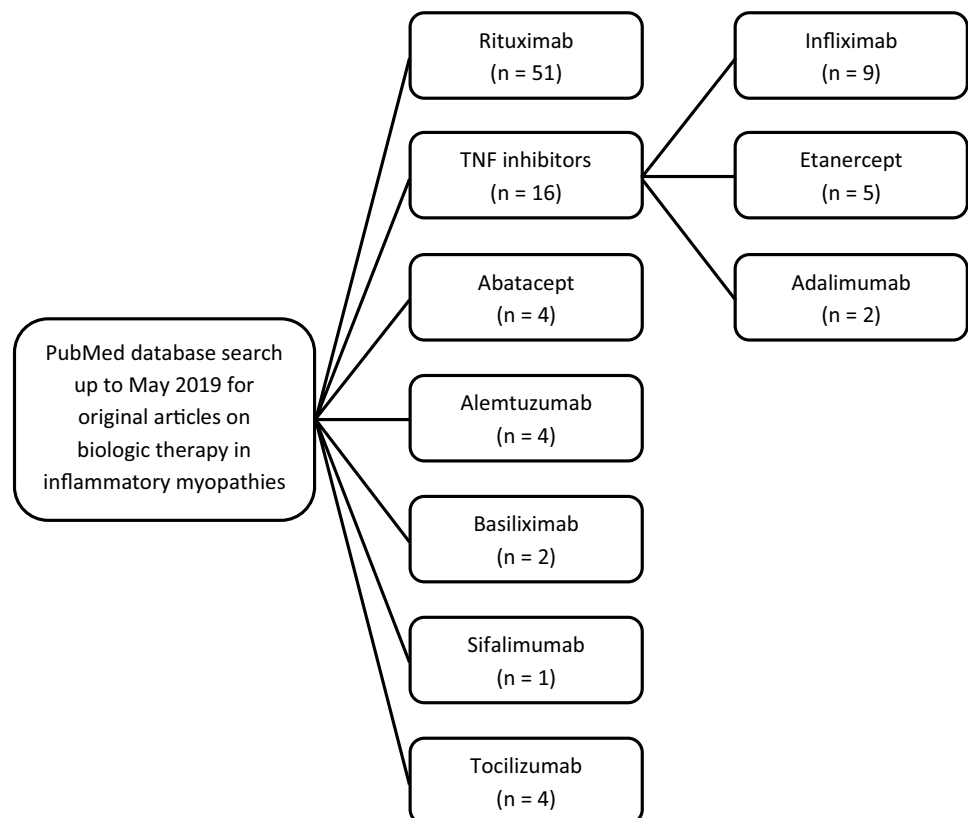 PubMed database search
up to May 2019 for
original articles on
biologic therapy in
inflammatory myopathies
Rituximab
(n = 51)
TNF inhibitors
(n = 16)
Abatacept
(n = 4)
Alemtuzumab
(n = 4)
Basiliximab
(n = 2)
Sifalimumab
(n = 1)
Tocilizumab
(n = 4)
Infliximab
(n = 9)
Etanercept
(n = 5)
Adalimumab
(n = 2)